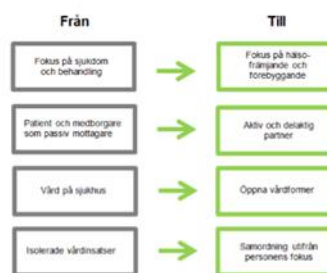 Från
Till
Fokus på sjukdom
och behandling
Fokus på hälso-
främjande och
förebyggande
Patient och medborgare
som passiv mottagare
Aktiv och delaktig
partner
Vård på sjukhus
Öppna vårdformer
Isolerade vårdinsatser
Samordning utifrån
personens fokus